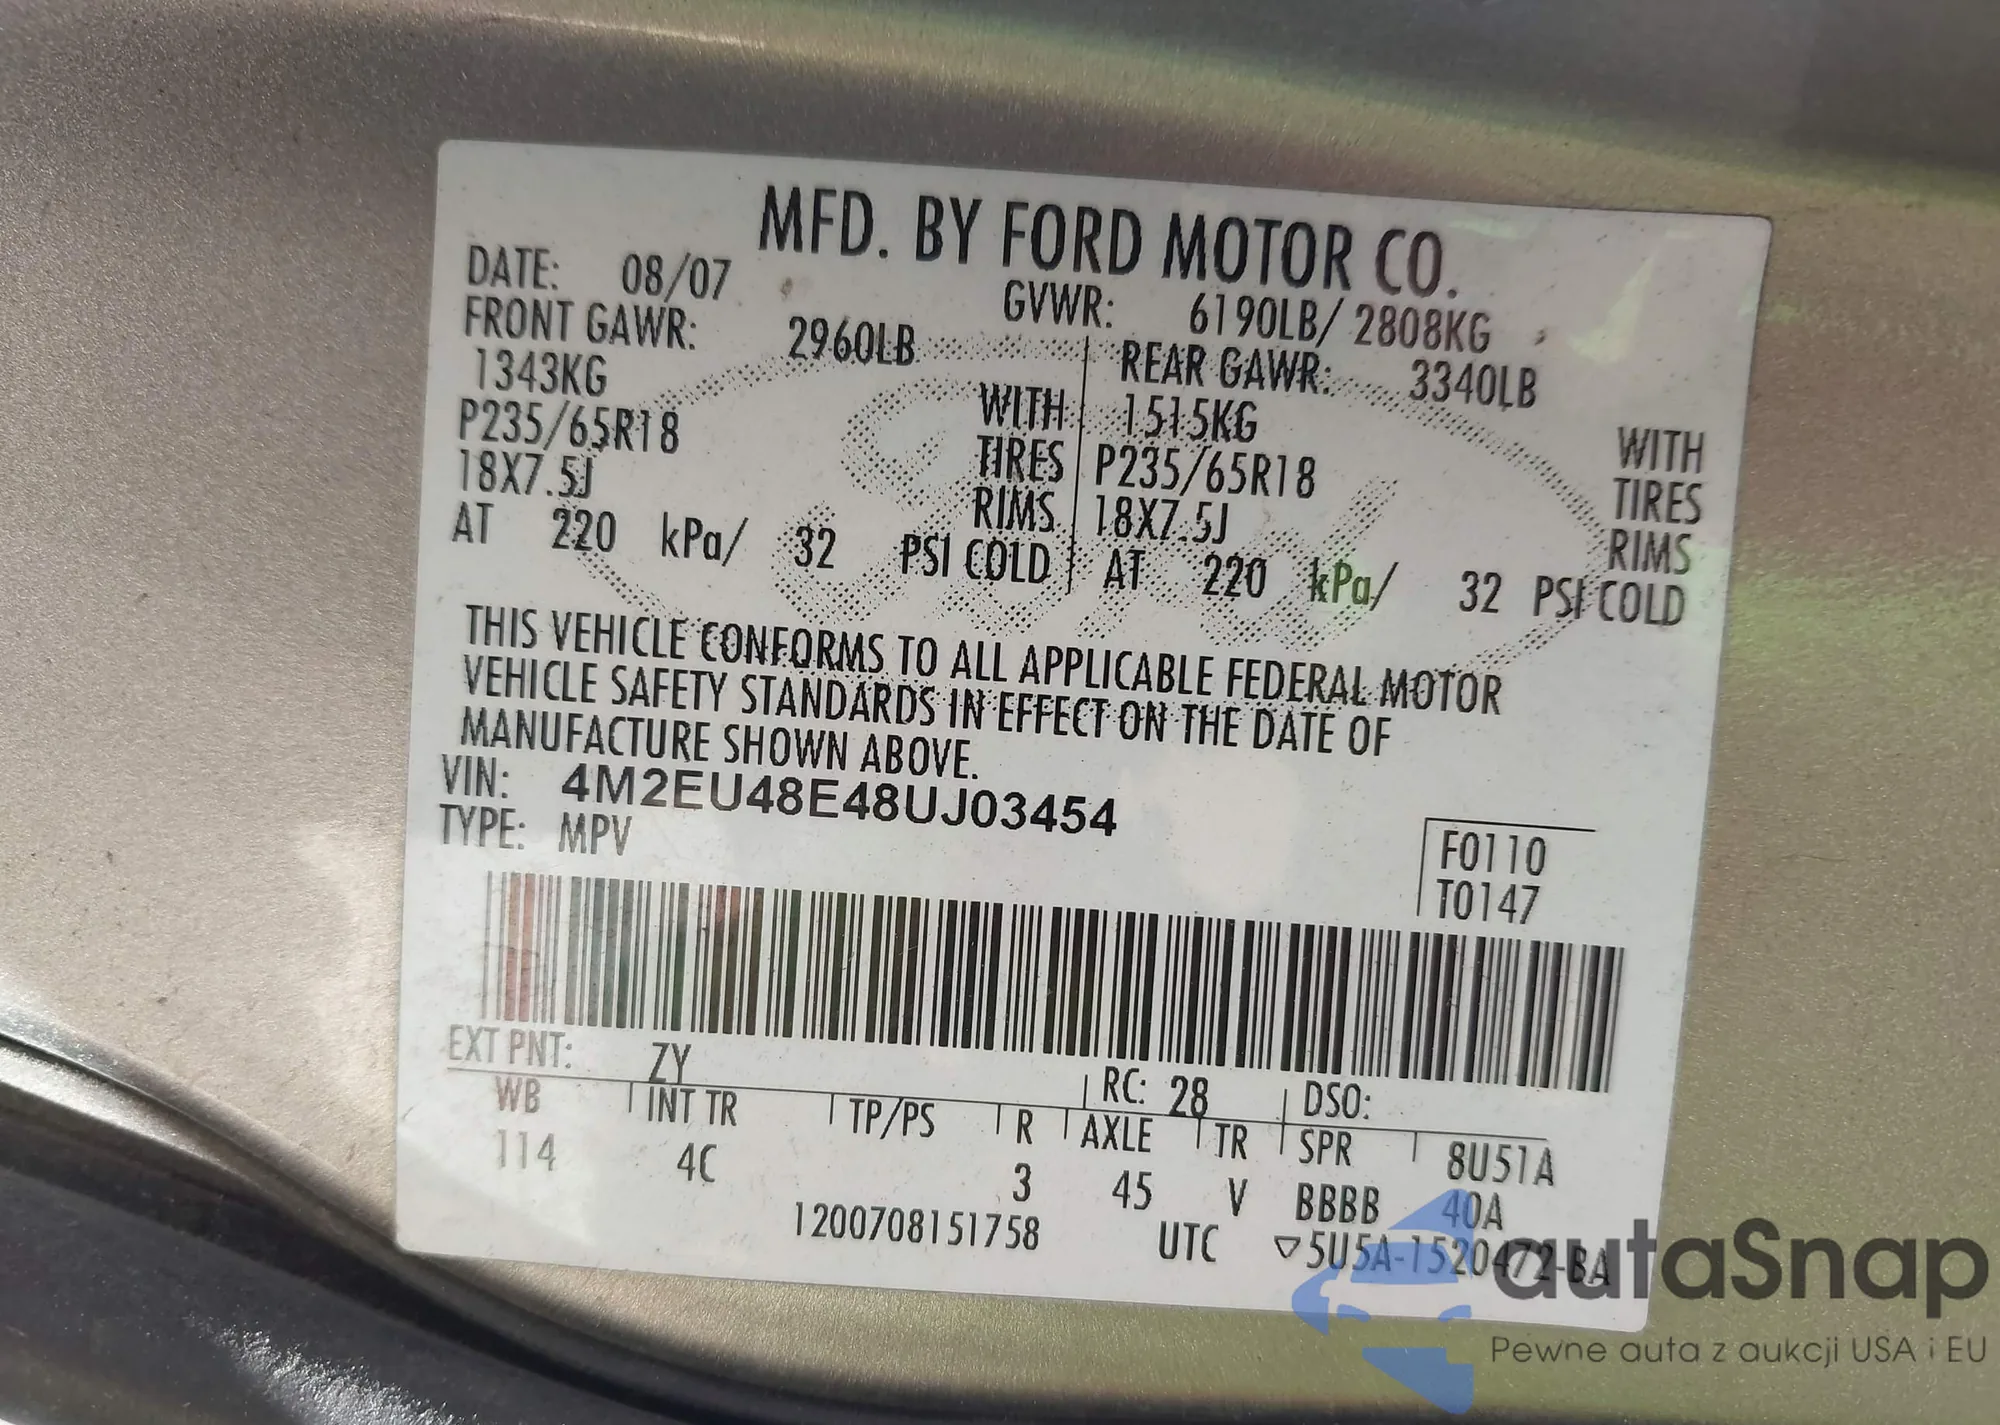 MFD. BY FORD MOTOR CO.
DATE: 08/07 GVWR: 6190LB/ 2808KG
FRONT GAWR: 2960LB REAR GAWR: 3340LB
1343KG WITH 1515KG WITH
P235/65R18 TIRES P235/65R18 TIRES
18X7.5J RIMS 18X7.5J RIMS
AT 220 kPa/ 32 PSI COLD AT 220 kPa/ 32 PSI COLD
THIS VEHICLE CONFORMS TO ALL APPLICABLE FEDERAL MOTOR
VEHICLE SAFETY STANDARDS IN EFFECT ON THE DATE OF
MANUFACTURE SHOWN ABOVE.
VIN: 4M2EU48E48UJ03454
TYPE: MPV
F0110
T0147
EXT PNT: ZY RC: 28 DSO:
WB INT TR TP/PS R AXLE TR SPR 8U51A
114 4C 3 45 V BBBB 40A
1200708151758 UTC ▽5U5A-1520472-BA
autaSnap
Pewne auta z aukcji USA i EU